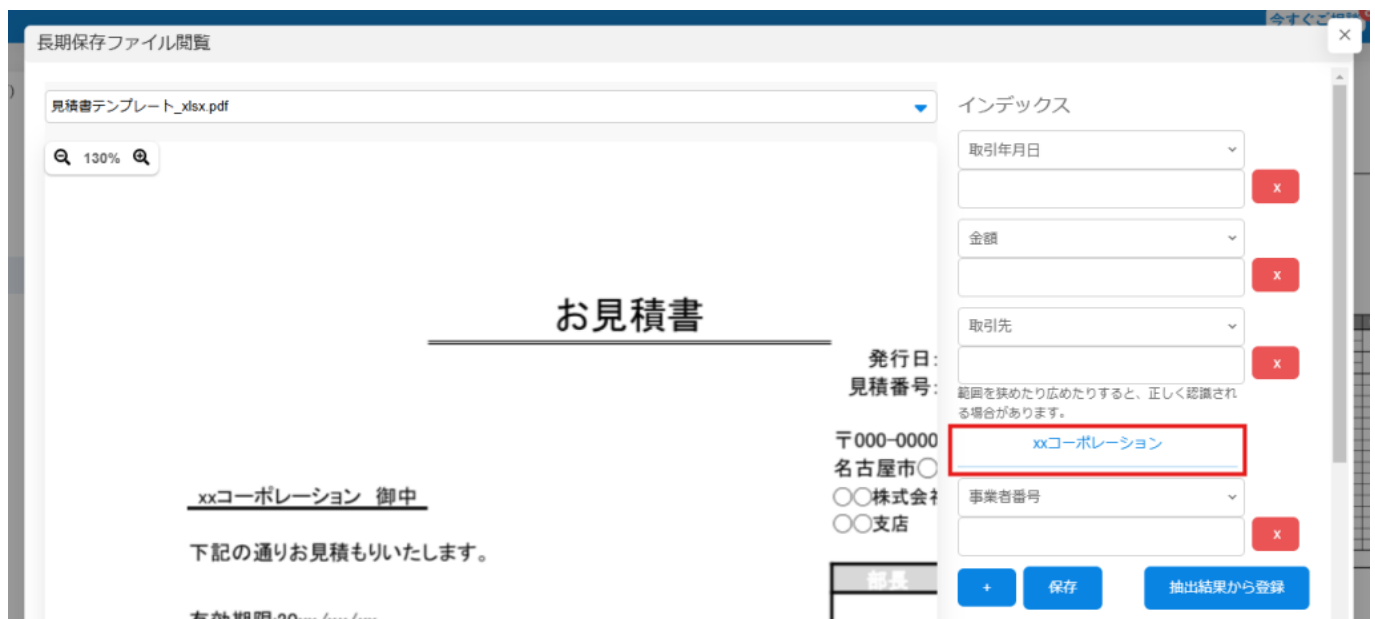 今すぐご相談
長期保存ファイル閲覧
×
)
見積書テンプレート_xlsx.pdf
130%
お見積書
発行日:
見積番号:
〒000-0000
名古屋市〇
〇〇株式会社
〇〇支店
xxコーポレーション 御中
下記の通りお見積もりいたします。
部長
インデックス
取引年月日
x
金額
x
取引先
x
範囲を狭めたり広めたりすると、正しく認識され
る場合があります。
xxコーポレーション
事業者番号
x
+
保存
抽出結果から登録